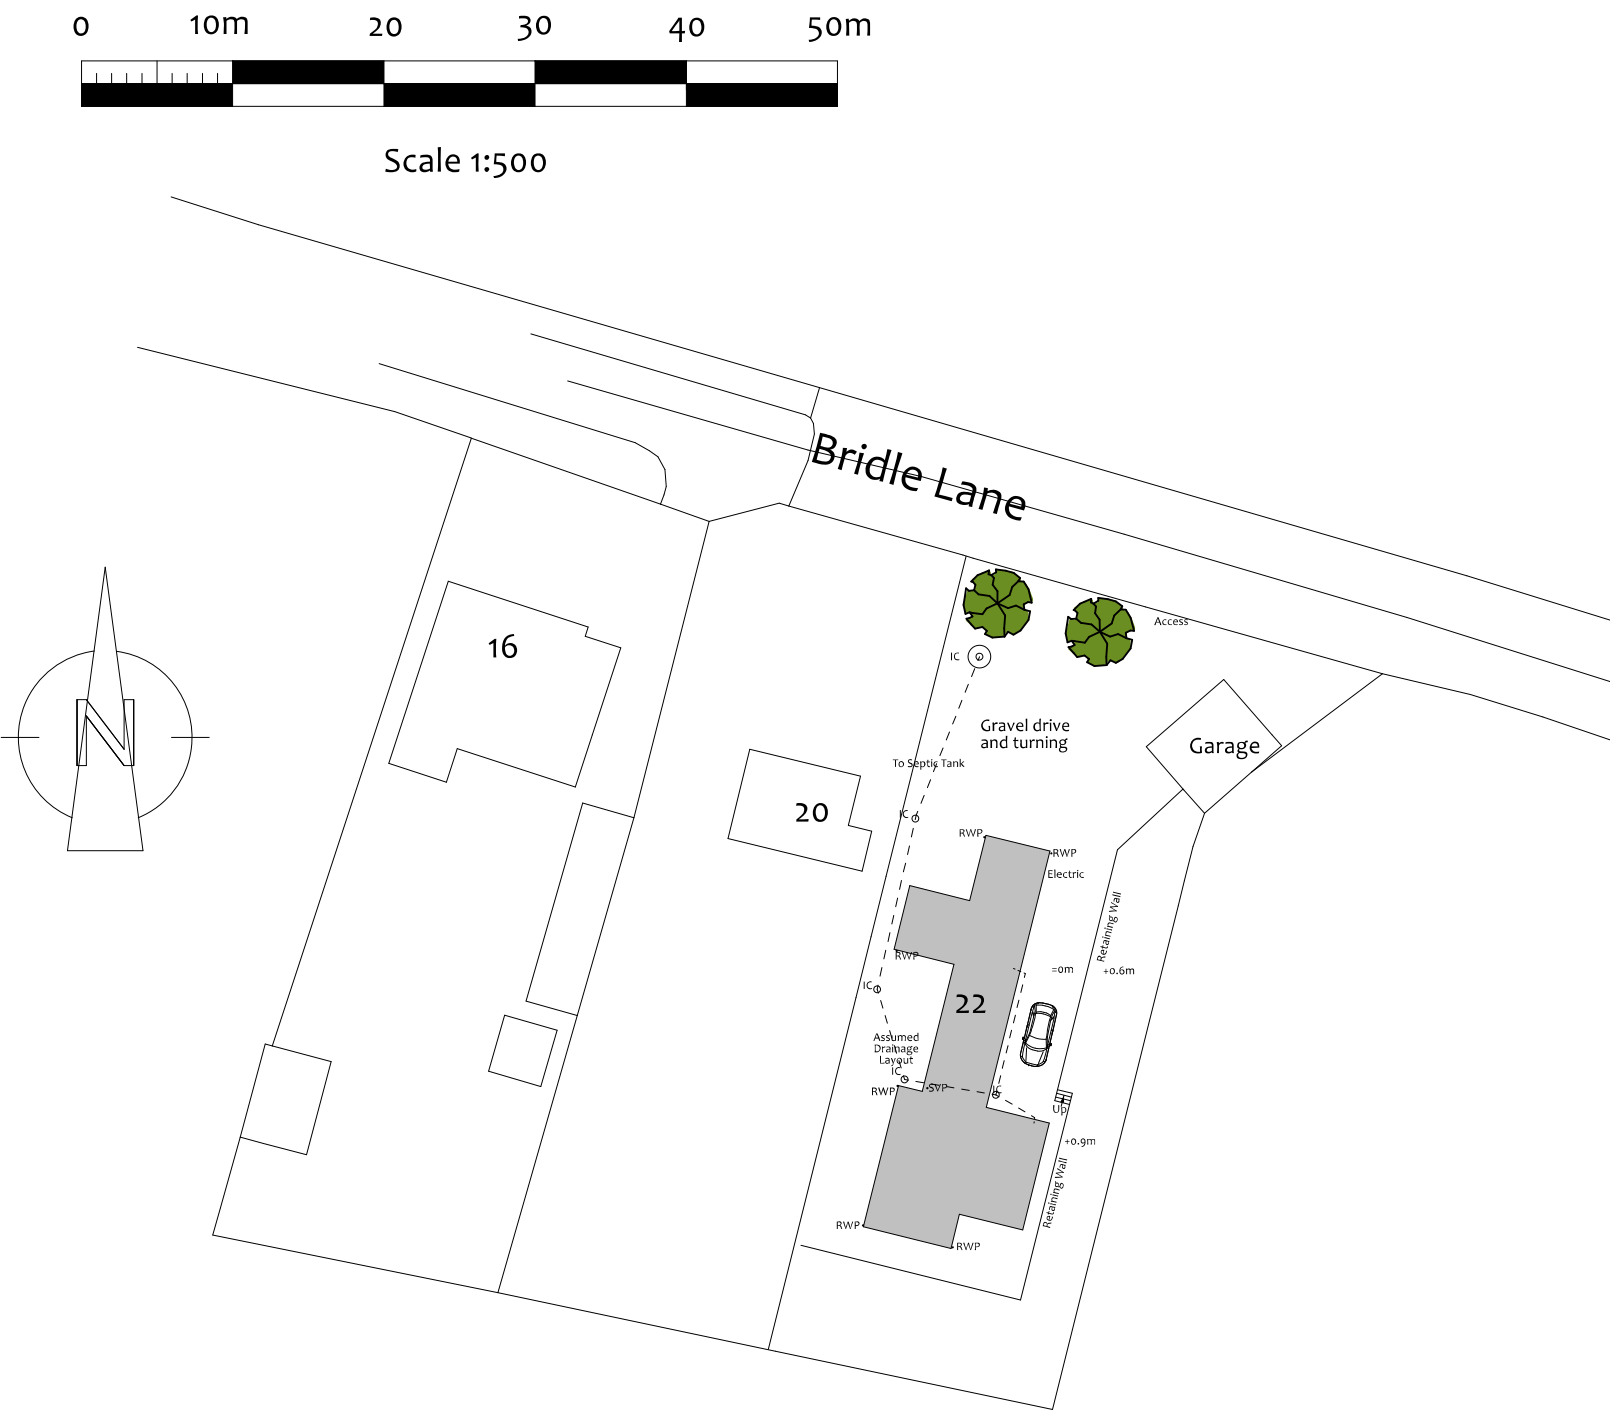 0 10m 20 30 40 50m
Scale 1:500
Bridle Lane
Access
16
IC
N
Gravel drive
and turning
Garage
To Septic Tank
20
IC
RWP
RWP
Electric
Retaining Wall
RWP
=0m
+0.6m
IC
22
Assumed
Drainage
Layout
IC
RWP
SVP
IC
Up
+0.9m
Retaining Wall
RWP
RWP